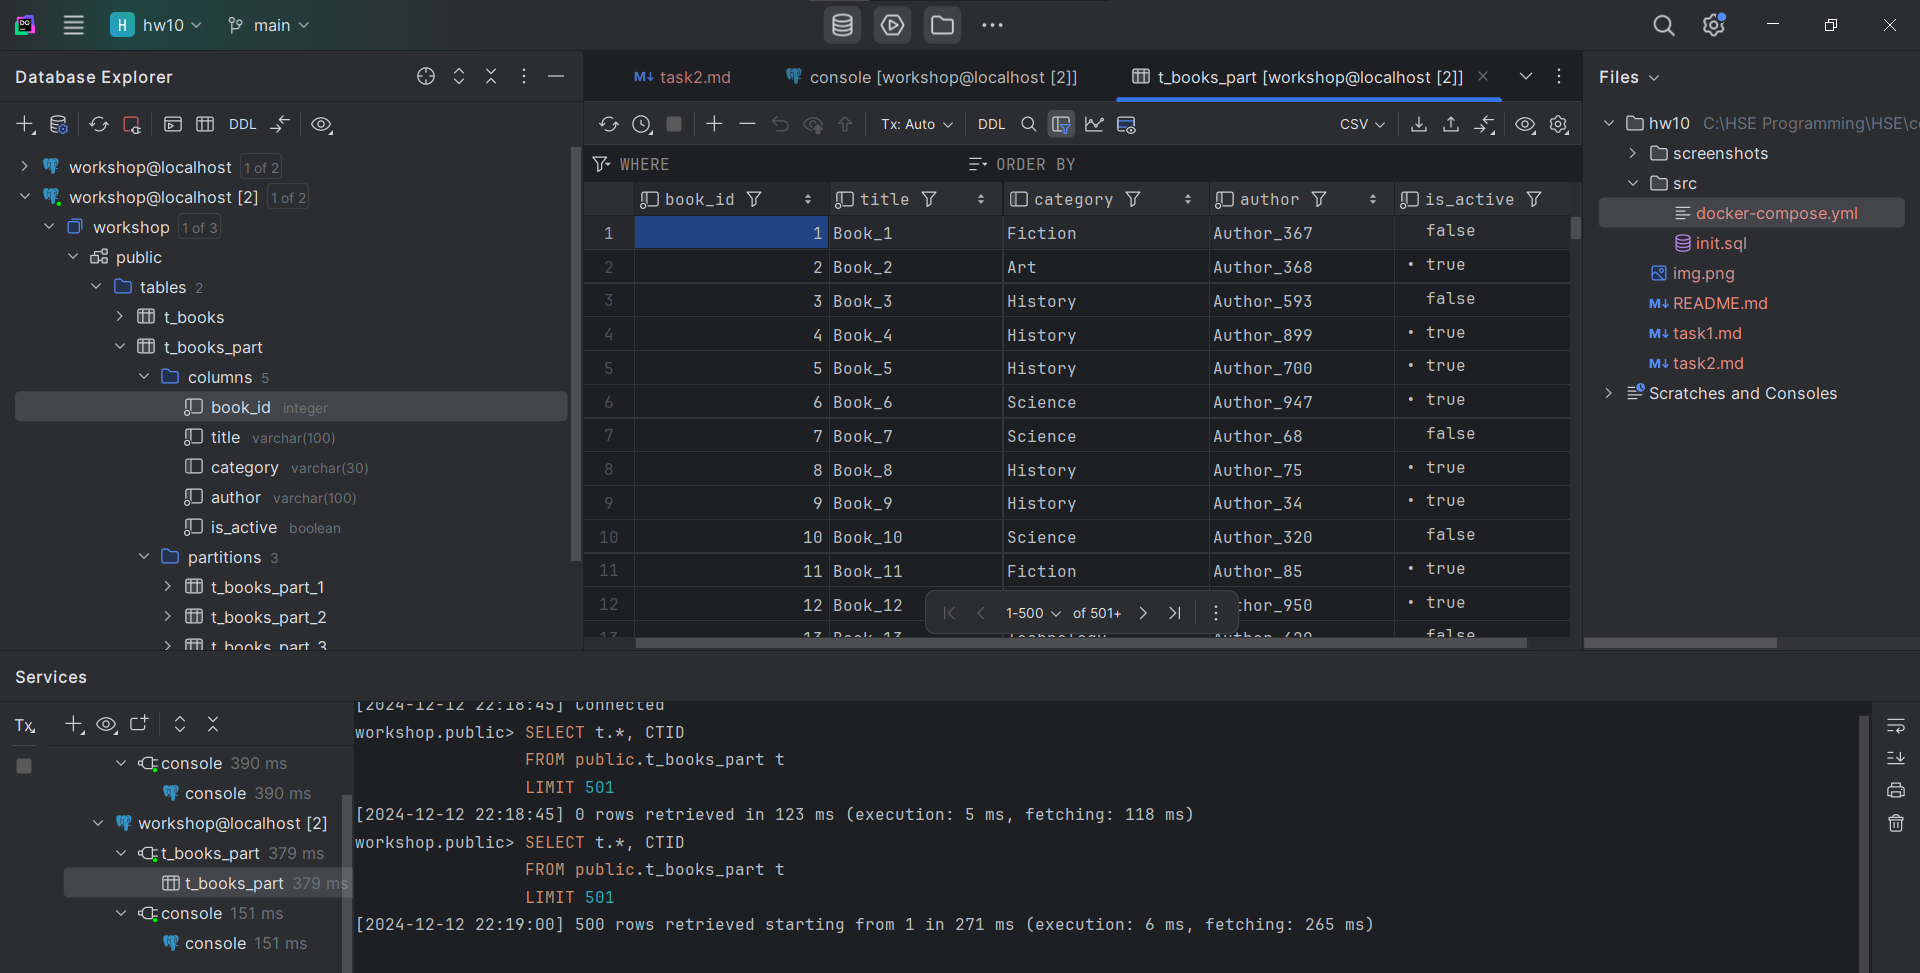 DG
H hw10
main
Database Explorer
DDL
workshop@localhost 1 of 2
workshop@localhost [2] 1 of 2
workshop 1 of 3
public
tables 2
t_books
t_books_part
columns 5
book_id integer
title varchar(100)
category varchar(30)
author varchar(100)
is_active boolean
partitions 3
t_books_part_1
t_books_part_2
t_books_part_3
M↓ task2.md
console [workshop@localhost [2]]
t_books_part [workshop@localhost [2]]
Tx: Auto DDL CSV
WHERE ORDER BY
book_id title category author is_active
1 1 Book_1 Fiction Author_367 false
2 2 Book_2 Art Author_368 • true
3 3 Book_3 History Author_593 false
4 4 Book_4 History Author_899 • true
5 5 Book_5 History Author_700 • true
6 6 Book_6 Science Author_947 • true
7 7 Book_7 Science Author_68 false
8 8 Book_8 History Author_75 • true
9 9 Book_9 History Author_34 • true
10 10 Book_10 Science Author_320 false
11 11 Book_11 Fiction Author_85 • true
12 12 Book_12 thor_950 • true
13 13 Book_13 Technology false
1-500 of 501+
Files
hw10 C:\HSE Programming\HSE\c
screenshots
src
docker-compose.yml
init.sql
img.png
M↓ README.md
M↓ task1.md
M↓ task2.md
Scratches and Consoles
Services
Tx
console 390 ms
console 390 ms
workshop@localhost [2]
t_books_part 379 ms
t_books_part 379 ms
console 151 ms
console 151 ms
[2024-12-12 22:18:45] Connected
workshop.public> SELECT t.*, CTID
FROM public.t_books_part t
LIMIT 501
[2024-12-12 22:18:45] 0 rows retrieved in 123 ms (execution: 5 ms, fetching: 118 ms)
workshop.public> SELECT t.*, CTID
FROM public.t_books_part t
LIMIT 501
[2024-12-12 22:19:00] 500 rows retrieved starting from 1 in 271 ms (execution: 6 ms, fetching: 265 ms)